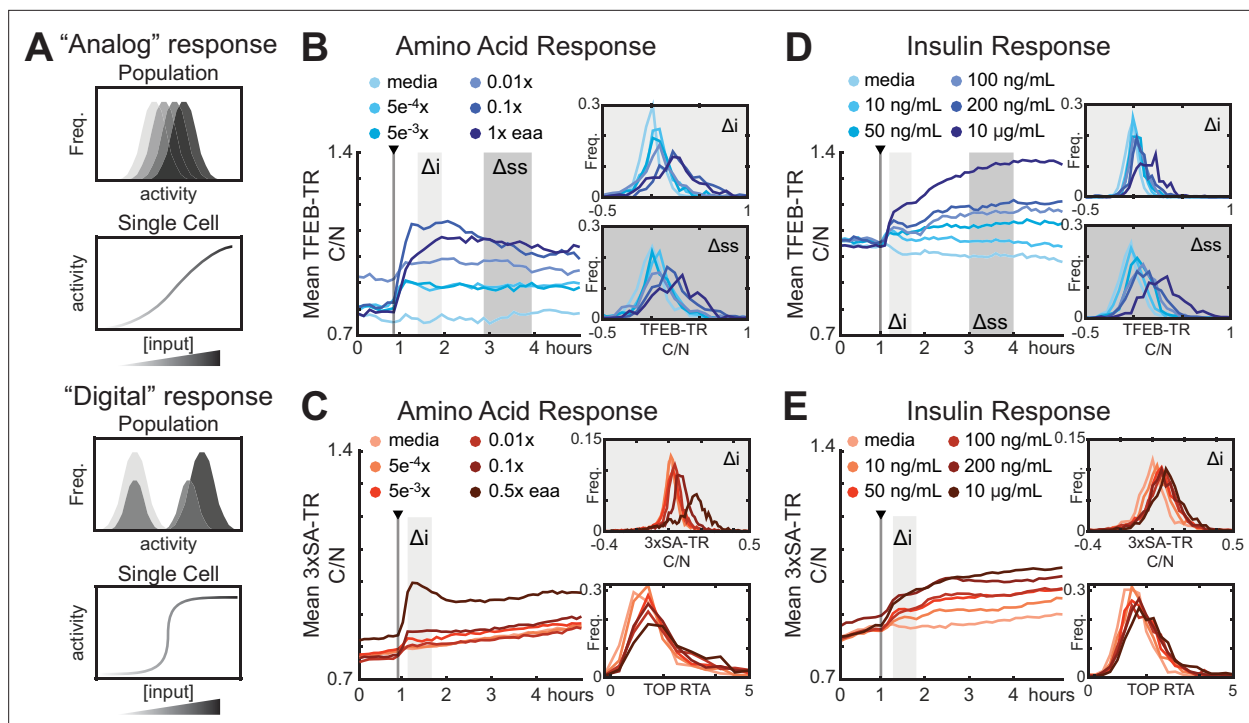 A
"Analog" response
Population
Freq.
activity
Single Cell
activity
[input]
"Digital" response
Population
Freq.
activity
Single Cell
activity
[input]
B
Amino Acid Response
media
0.01x
5e-4x
0.1x
5e-3x
1x eaa
1.4
Δi
Δss
Mean TFEB-TR
C/N
0.7
0
1
2
3
4 hours
0.3
Δi
Freq.
0
-0.5
1
Δss
0.3
Freq.
0
-0.5
TFEB-TR
1
C/N
C
Amino Acid Response
media
0.01x
5e-4x
0.1x
5e-3x
0.5x eaa
1.4
Δi
Mean 3xSA-TR
C/N
0.7
0
1
2
3
4 hours
0.15
Δi
Freq.
0
-0.4
3xSA-TR
0.5
C/N
0.3
Freq.
0
0
TOP RTA
5
D
Insulin Response
media
100 ng/mL
10 ng/mL
200 ng/mL
50 ng/mL
10 µg/mL
1.4
Mean TFEB-TR
C/N
Δi
Δss
0.7
0
1
2
3
4 hours
0.3
Δi
Freq.
0
-0.5
1
0.3
Δss
Freq.
0
-0.5
TFEB-TR
1
C/N
E
Insulin Response
media
100 ng/mL
10 ng/mL
200 ng/mL
50 ng/mL
10 µg/mL
1.4
Δi
Mean 3xSA-TR
C/N
0.7
0
1
2
3
4 hours
0.15
Δi
Freq.
0
-0.4
3xSA-TR
0.5
C/N
0.3
Freq.
0
0
TOP RTA
5